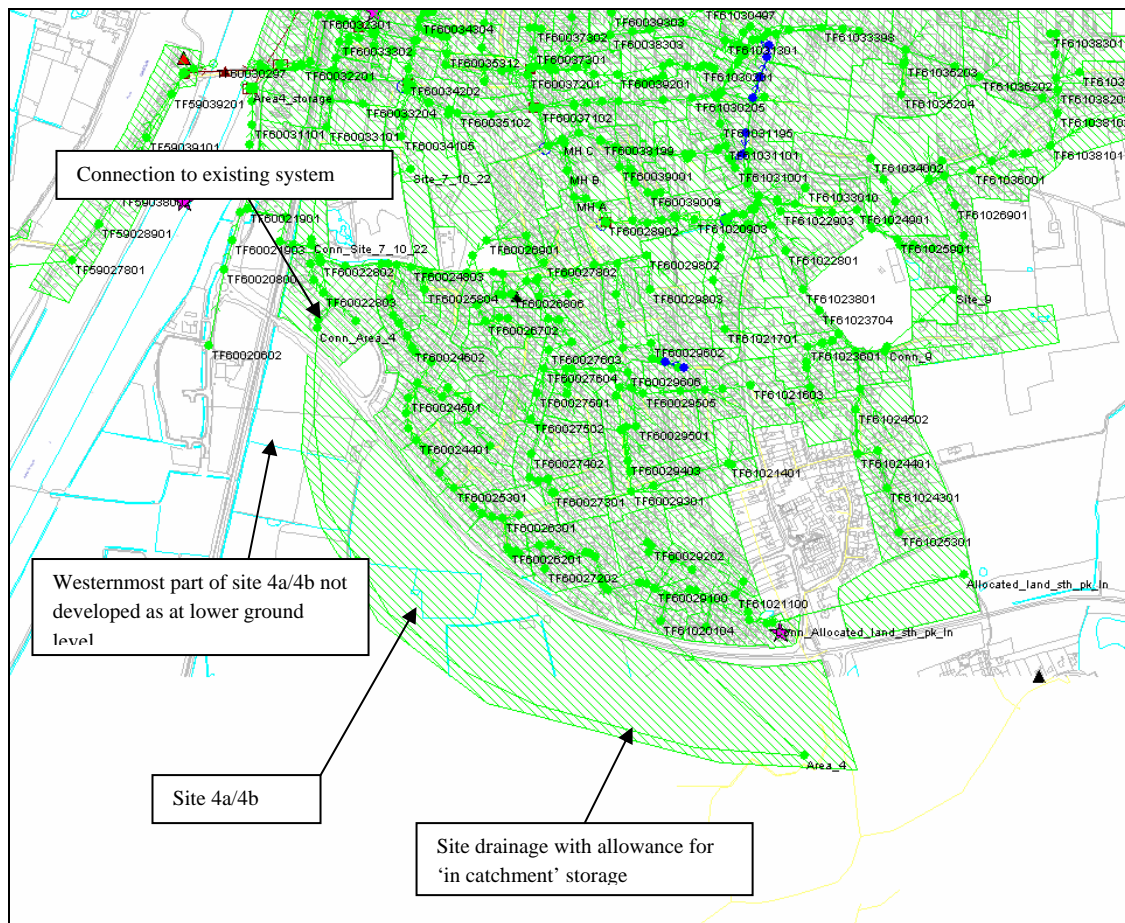 TF61030497
TF60039303
TF60032301
TF60034304
TF60037302
TF61033398
TF60033302
TF60038303
TF61031301
TF61038301
TF60035312
TF60037301
TF60030297
TF60032201
TF61035203
TF60037201
TF60039201
TF60034202
TF61036202
TF59039201
Area4_storage
TF61030205
TF61035204
TF60033204
TF60035102
TF60037102
TF60031101
TF60033101
TF61031195
TF59039101
TF60034105
MH C
TF60039001
TF61031101
TF61038101
Connection to existing system
Site_7_10_22
MH B
TF61034002
TF61031001
TF61036001
MH A
TF60039009
TF61033010
TF60021901
TF61022903
TF61024901
TF61026901
TF59028901
TF60028902
TF61020903
TF60021903
TF60026901
TF61025901
Conn_Site_7_10_22
TF61022801
TF59027801
TF60020800
TF60022802
TF60024803
TF60027802
TF60029802
TF60022803
TF60025804
TF60026806
TF60029803
TF61023801
Site_9
TF61023704
Conn_Area_4
TF60026702
TF61021701
TF60020602
TF60024602
TF60027603
TF60029602
TF61023601
Conn_9
TF60027604
TF60029606
TF60024501
TF60027501
TF60029505
TF61021603
TF61024502
TF60027502
TF60029501
TF60024401
TF60027402
TF60029403
TF61021401
TF61024401
TF60025301
TF60027301
TF60029301
TF61024301
TF60026301
TF61025301
TF60026201
TF60029202
Westernmost part of site 4a/4b not
developed as at lower ground
level
TF60027202
Allocated_land_sth_pk_ln
TF60029100
TF61021100
TF61020104
Conn_Allocated_land_sth_pk_ln
Area_4
Site 4a/4b
Site drainage with allowance for
‘in catchment’ storage